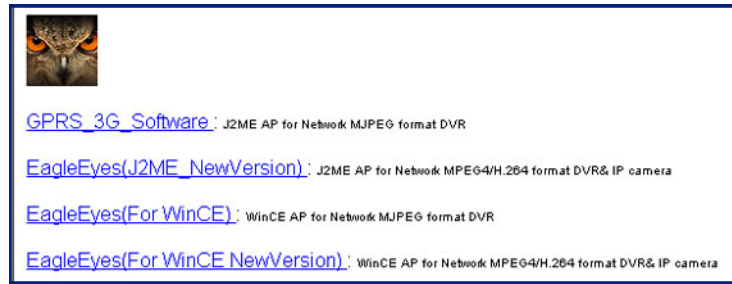 GPRS_3G_Software : J2ME AP for Network MJPEG format DVR
EagleEyes(J2ME_NewVersion) : J2ME AP for Network MPEG4/H.264 format DVR& IP camera
EagleEyes(For WinCE) : WinCE AP for Network MJPEG format DVR
EagleEyes(For WinCE NewVersion) : WinCE AP for Network MPEG4/H.264 format DVR& IP camera